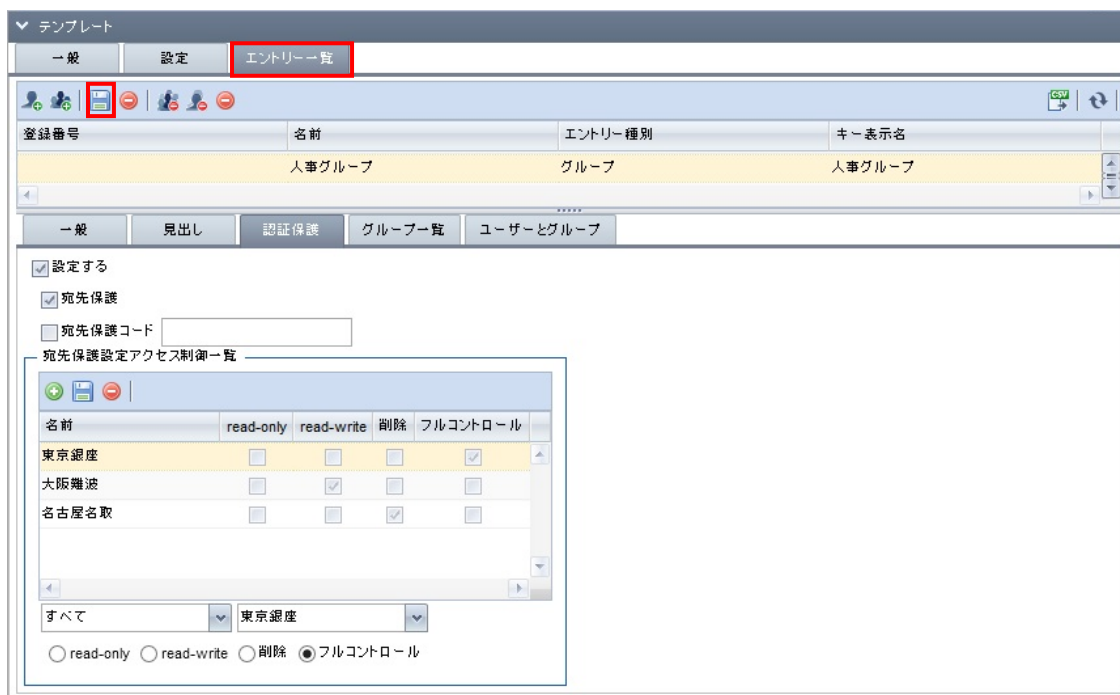 テンプレート
一般 設定 エントリー一覧
CSV
登録番号 名前 エントリー種別 キー表示名
人事グループ グループ 人事グループ
一般 見出し 認証保護 グループ一覧 ユーザーとグループ
設定する
宛先保護
宛先保護コード
宛先保護設定アクセス制御一覧
名前 read-only read-write 削除 フルコントロール
東京銀座
大阪難波
名古屋名取
すべて 東京銀座
read-only read-write 削除 フルコントロール